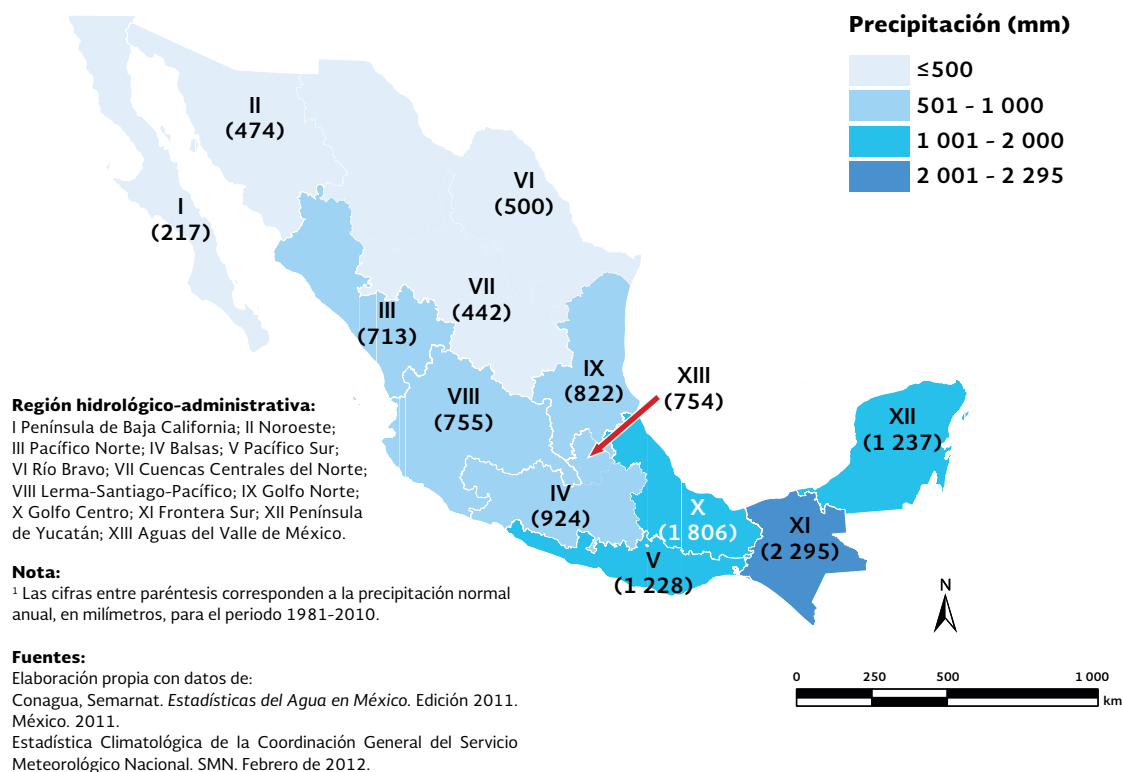 Precipitación (mm)
≤500
501 - 1 000
1 001 - 2 000
2 001 - 2 295
II
(474)
VI
(500)
I
(217)
VII
(442)
III
(713)
IX
(822)
XIII
(754)
VIII
(755)
XII
(1 237)
IV
(924)
X
(1 806)
XI
(2 295)
V
(1 228)
Región hidrológico-administrativa:
I Península de Baja California; II Noroeste;
III Pacífico Norte; IV Balsas; V Pacífico Sur;
VI Río Bravo; VII Cuencas Centrales del Norte;
VIII Lerma-Santiago-Pacífico; IX Golfo Norte;
X Golfo Centro; XI Frontera Sur; XII Península
de Yucatán; XIII Aguas del Valle de México.
Nota:
¹ Las cifras entre paréntesis corresponden a la precipitación normal
anual, en milímetros, para el periodo 1981-2010.
Fuentes:
Elaboración propia con datos de:
Conagua, Semarnat. Estadísticas del Agua en México. Edición 2011.
México. 2011.
Estadística Climatológica de la Coordinación General del Servicio
Meteorológico Nacional. SMN. Febrero de 2012.
N
0 250 500 1 000
km